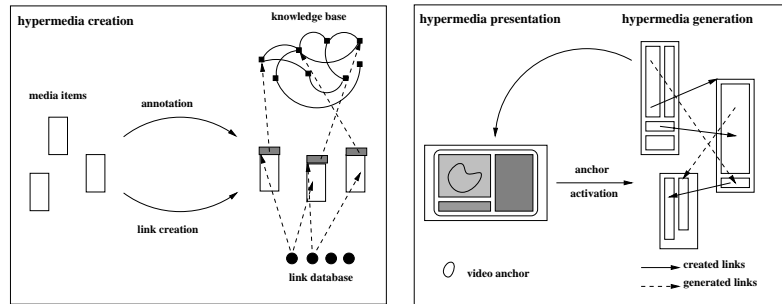 hypermedia creation
knowledge base
media items
annotation
link creation
link database
hypermedia presentation
hypermedia generation
anchor
activation
video anchor
created links
generated links